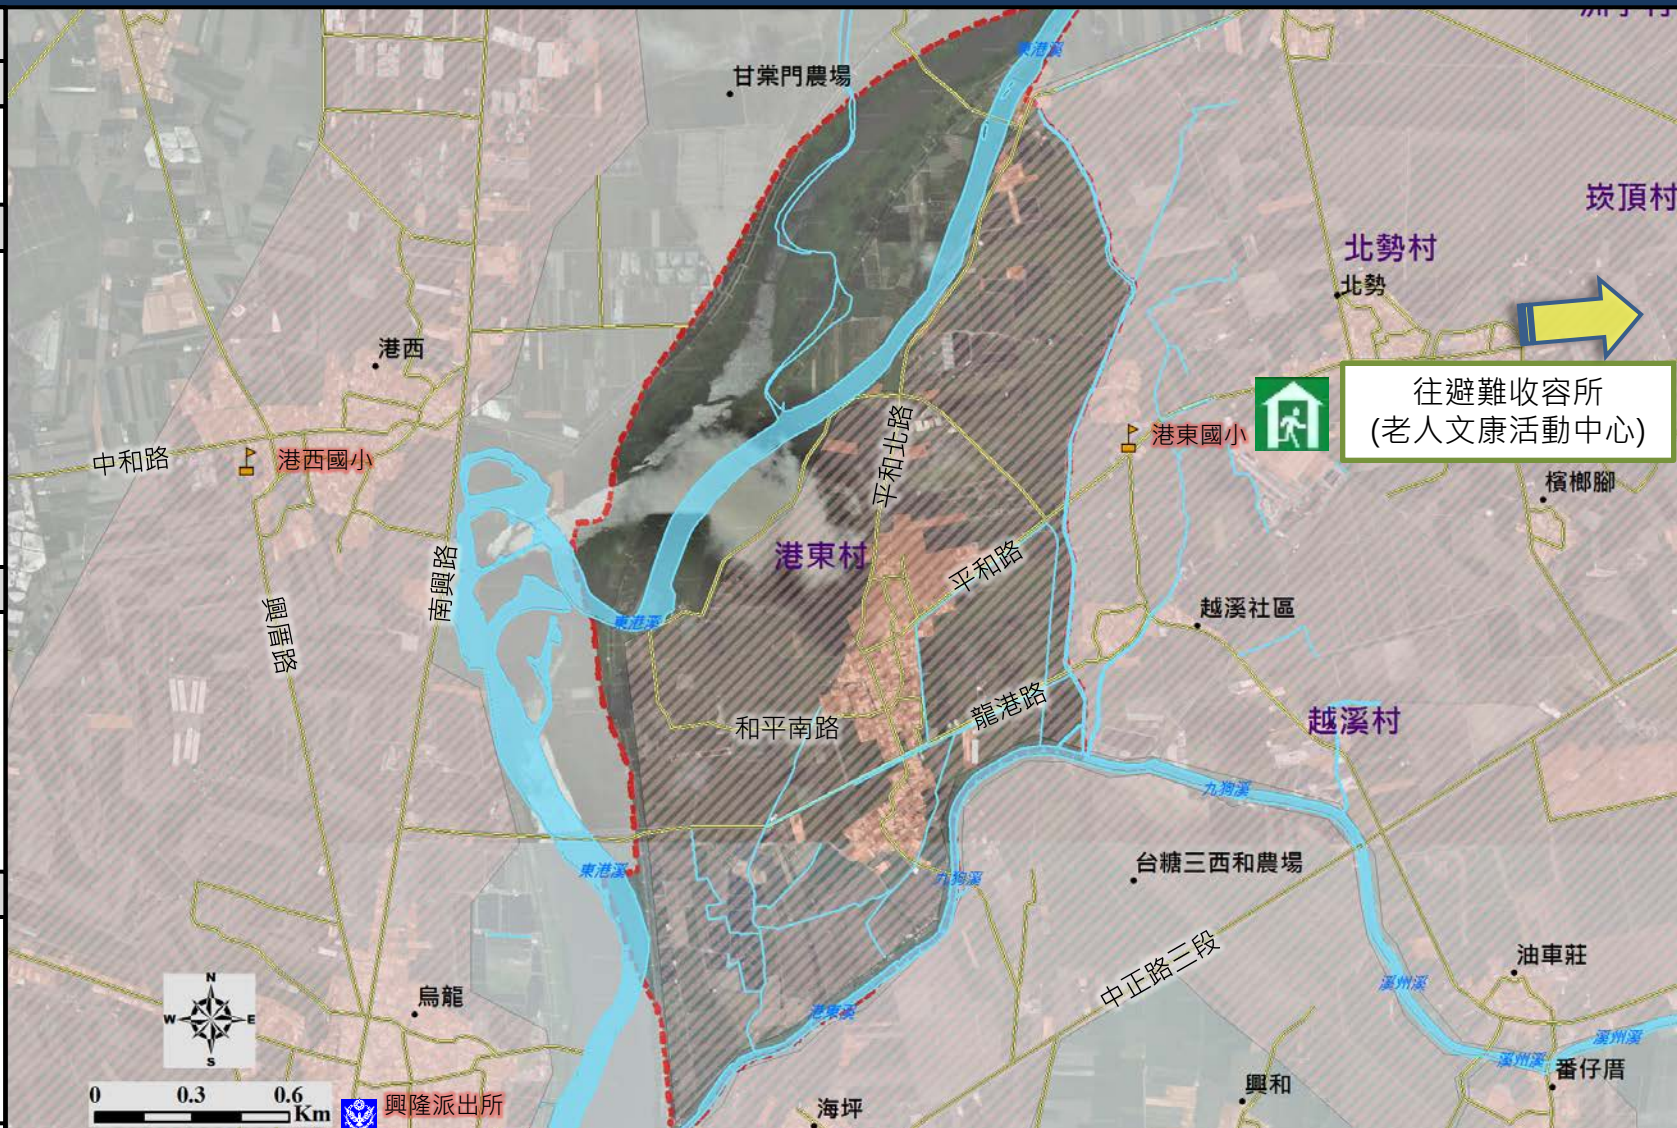 東港溪
甘棠門農場
崁頂村
北勢村
北勢
港西
往避難收容所
(老人文康活動中心)
平和北路
港東國小
中和路
港西國小
檳榔腳
南興路
港東村
平和路
興厝路
越溪社區
東港溪
龍港路
越溪村
和平南路
九狗溪
台糖三西和農場
東港溪
九狗溪
中正路三段
油車莊
溪州溪
烏龍
港東溪
N
W
E
S
溪州溪
溪州溪
番仔厝
興和
0
0.3
0.6
Km
興隆派出所
海坪